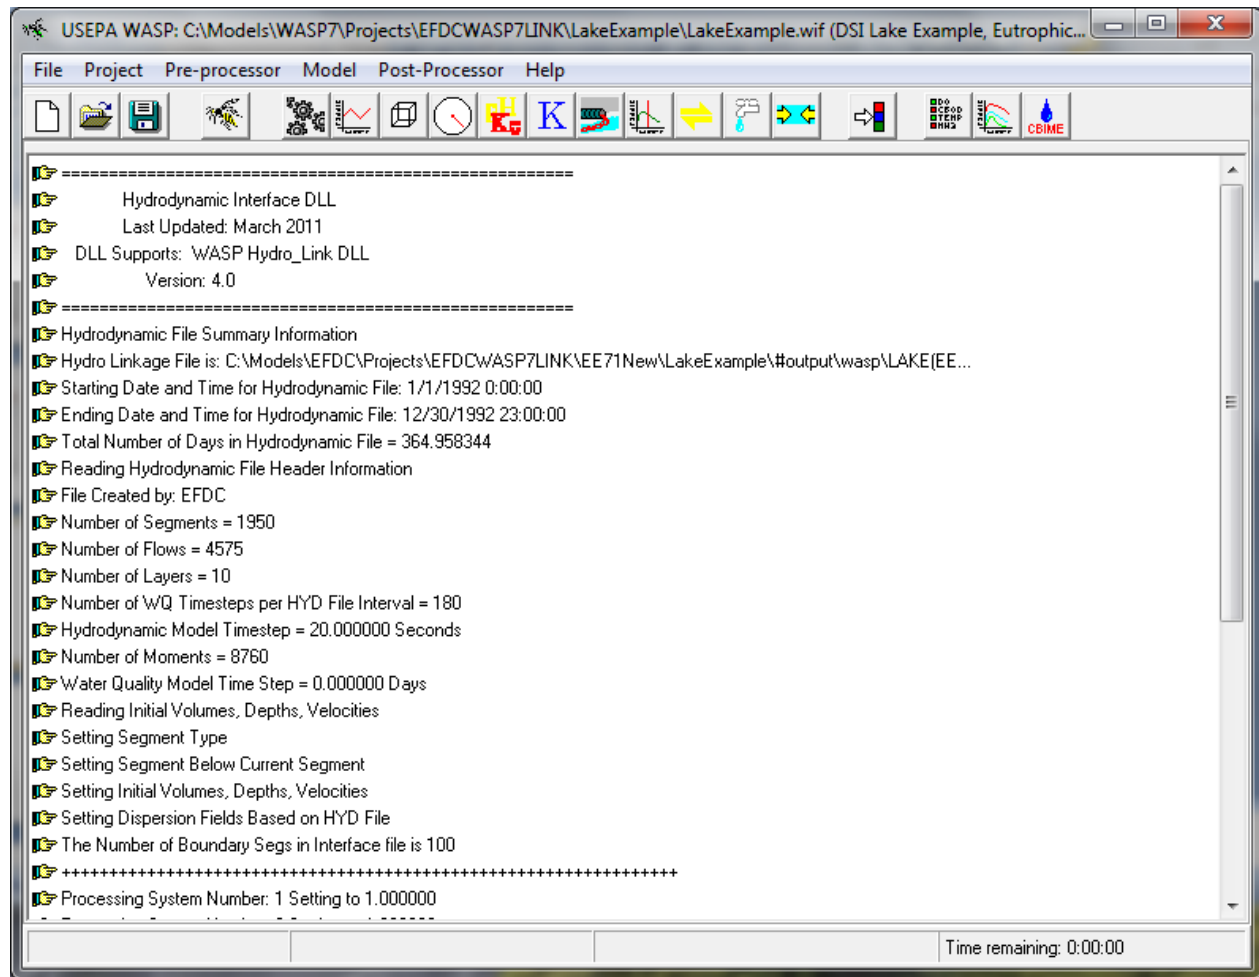 USEPA WASP: C:\Models\WASP7\Projects\EFDCWASP7LINK\LakeExample\LakeExample.wif (DSI Lake Example, Eutrophic...
File Project Pre-processor Model Post-Processor Help
K
CBIME
====================================================
Hydrodynamic Interface DLL
Last Updated: March 2011
DLL Supports: WASP Hydro_Link DLL
Version: 4.0
====================================================
Hydrodynamic File Summary Information
Hydro Linkage File is: C:\Models\EFDC\Projects\EFDCWASP7LINK\EE71New\LakeExample\#output\wasp\LAKE(EE...
Starting Date and Time for Hydrodynamic File: 1/1/1992 0:00:00
Ending Date and Time for Hydrodynamic File: 12/30/1992 23:00:00
Total Number of Days in Hydrodynamic File = 364.958344
Reading Hydrodynamic File Header Information
File Created by: EFDC
Number of Segments = 1950
Number of Flows = 4575
Number of Layers = 10
Number of WQ Timesteps per HYD File Interval = 180
Hydrodynamic Model Timestep = 20.000000 Seconds
Number of Moments = 8760
Water Quality Model Time Step = 0.000000 Days
Reading Initial Volumes, Depths, Velocities
Setting Segment Type
Setting Segment Below Current Segment
Setting Initial Volumes, Depths, Velocities
Setting Dispersion Fields Based on HYD File
The Number of Boundary Segs in Interface file is 100
++++++++++++++++++++++++++++++++++++++++++++++++++++++++++++++++
Processing System Number: 1 Setting to 1.000000
Time remaining: 0:00:00